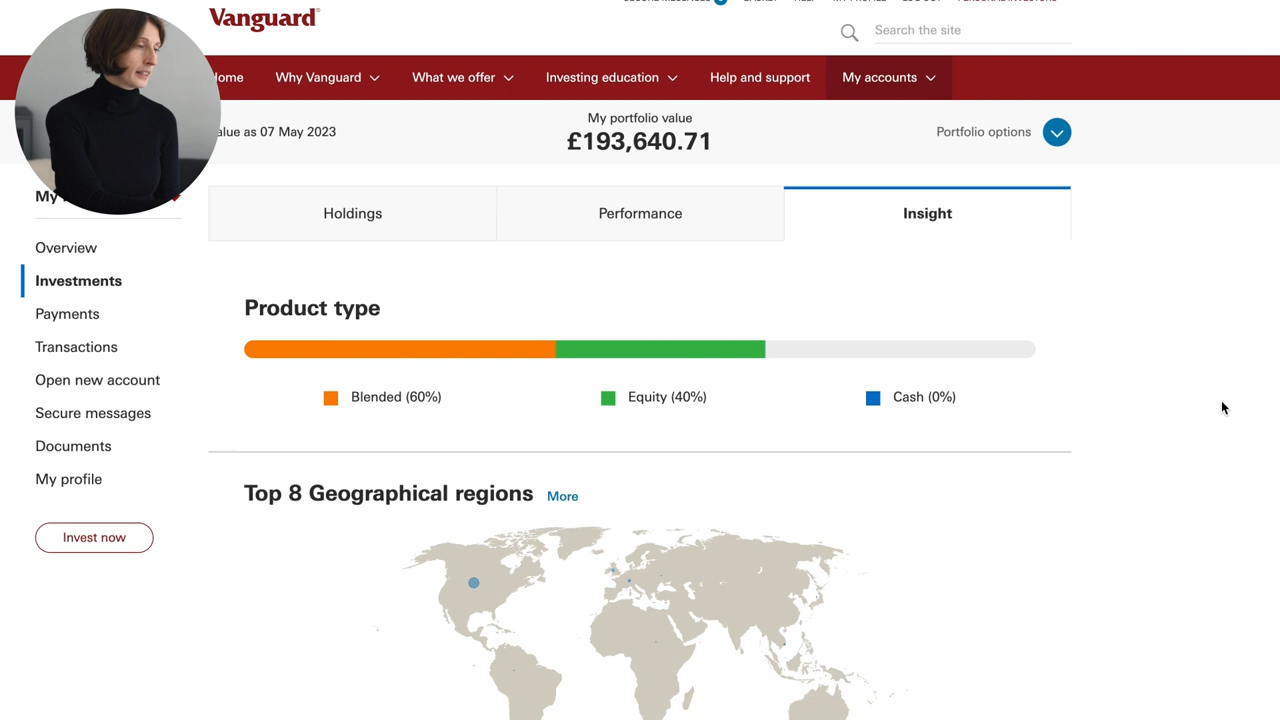 Vanguard
Search the site
Why Vanguard
What we offer
Investing education
Help and support
My accounts
as 07 May 2023
My portfolio value
£193,640.71
Portfolio options
My
Holdings
Performance
Insight
Overview
Investments
Payments
Transactions
Open new account
Secure messages
Documents
My profile
Invest now
Product type
Blended (60%)
Equity (40%)
Cash (0%)
Top 8 Geographical regions More